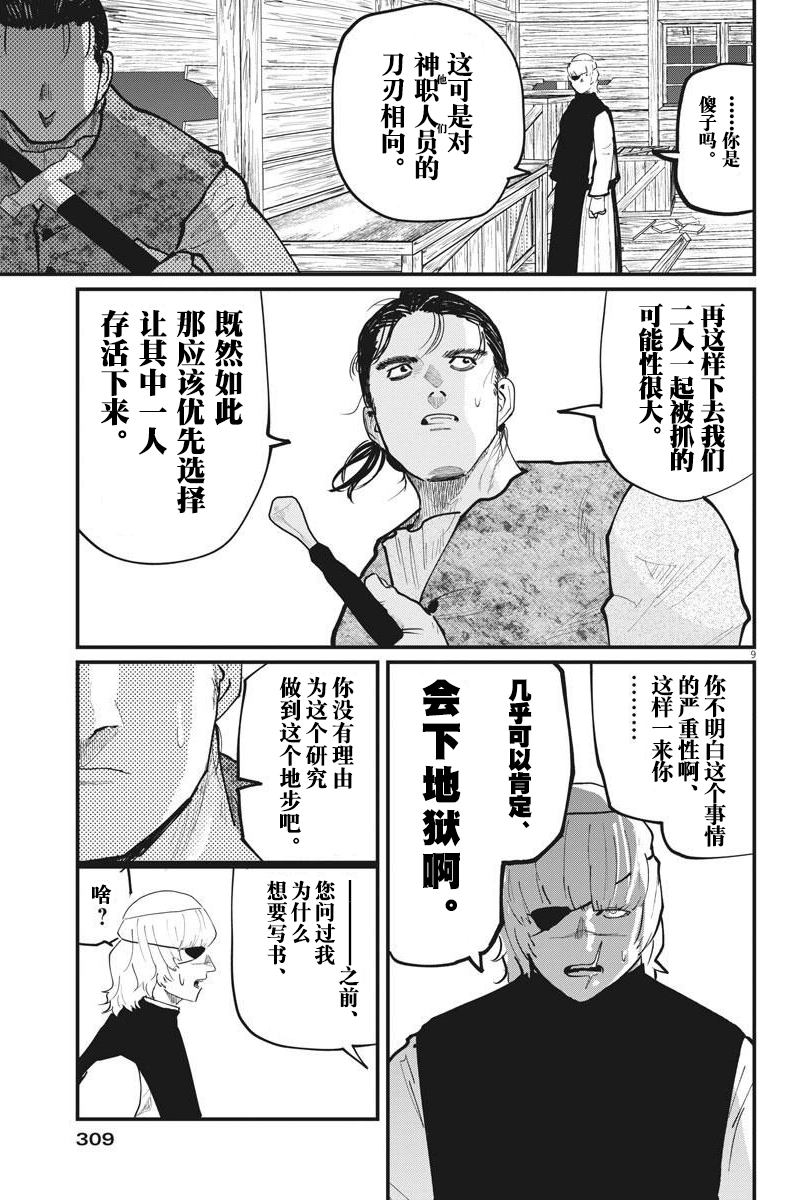 ……你是
傻子吗。
这可是对
神职人员的
他们
刀刃相向。
再这样下去我们
二人一起被抓的
可能性很大。
既然如此
那应该优先选择
让其中一人
存活下来。
9
你不明白这个事情
的严重性啊、
这样一来你
………
几乎可以肯定、
会下地狱啊。
你没有理由
为这个研究
做到这个地步吧。
——之前、
您问过我
为什么
想要写书、
啥?
309